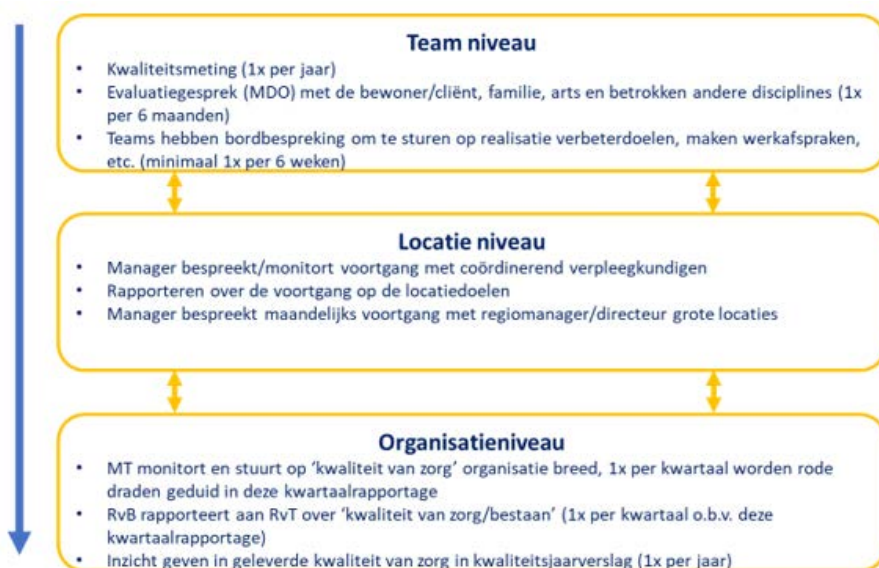 Team niveau
• Kwaliteitsmeting (1x per jaar)
• Evaluatiegesprek (MDO) met de bewoner/cliënt, familie, arts en betrokken andere disciplines (1x
per 6 maanden)
• Teams hebben bordbespreking om te sturen op realisatie verbeterdoelen, maken werkafspraken,
etc. (minimaal 1x per 6 weken)
Locatie niveau
• Manager bespreekt/monitort voortgang met coördinerend verpleegkundigen
• Rapporteren over de voortgang op de locatiedoelen
• Manager bespreekt maandelijks voortgang met regiomanager/directeur grote locaties
Organisatieniveau
• MT monitort en stuurt op ‘kwaliteit van zorg’ organisatie breed, 1x per kwartaal worden rode
draden geduid in deze kwartaalrapportage
• RvB rapporteert aan RvT over ‘kwaliteit van zorg/bestaan’ (1x per kwartaal o.b.v. deze
kwartaalrapportage)
• Inzicht geven in geleverde kwaliteit van zorg in kwaliteitsjaarverslag (1x per jaar)